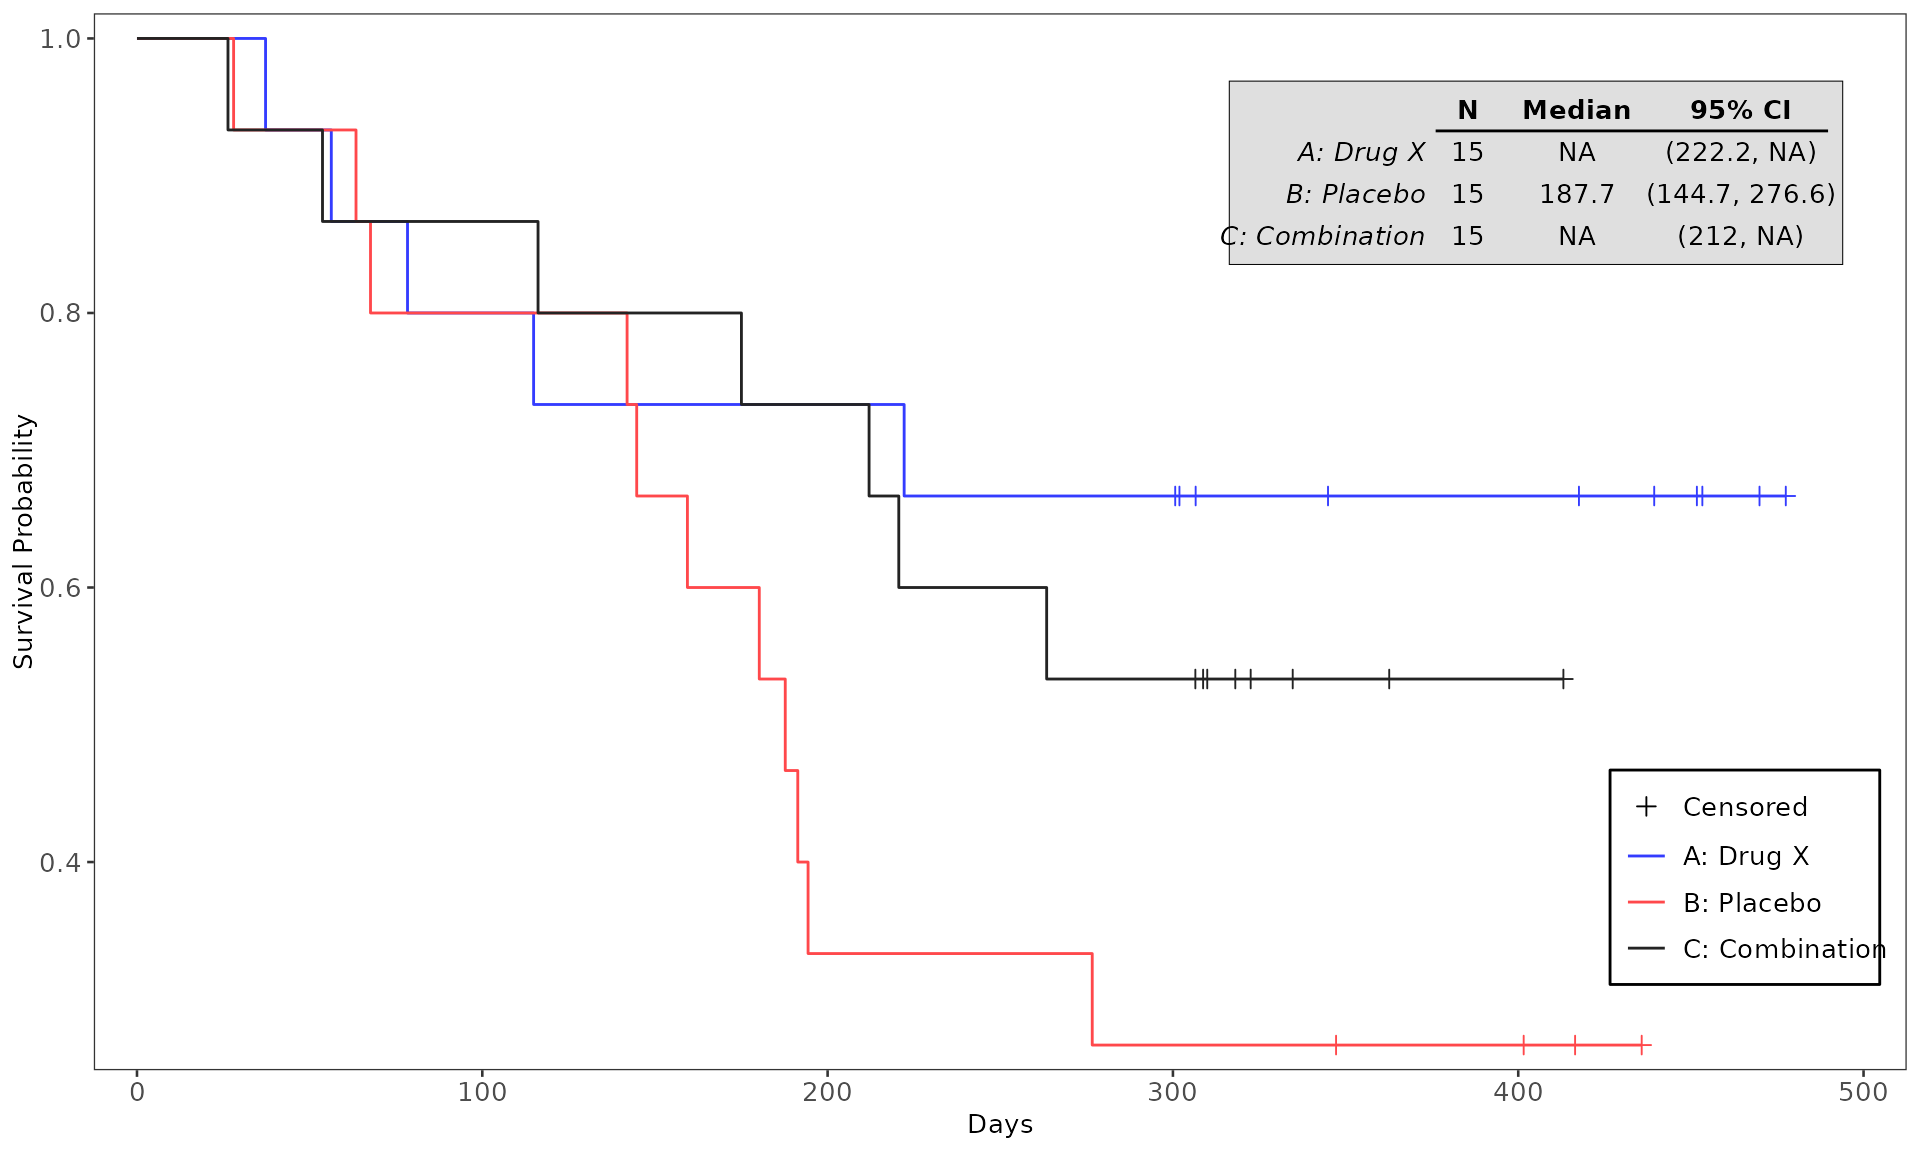 1.0
0.8
0.6
0.4
Survival Probability
N Median 95% CI
A: Drug X 15 NA (222.2, NA)
B: Placebo 15 187.7 (144.7, 276.6)
C: Combination 15 NA (212, NA)
Censored
A: Drug X
B: Placebo
C: Combination
0 100 200 300 400 500
Days